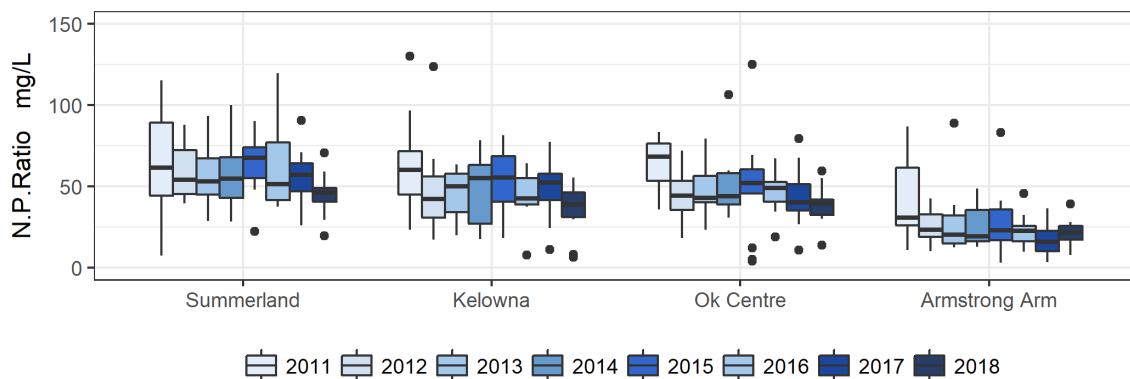 150
100
50
0
N.P.Ratio mg/L
Summerland Kelowna Ok Centre Armstrong Arm
2011 2012 2013 2014 2015 2016 2017 2018